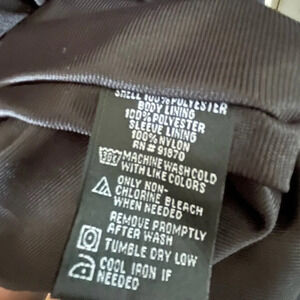 SHELL 100% POLYESTER
BODY LINING
100% POLYESTER
SLEEVE LINING
100% NYLON
RN # 91870
MACHINE WASH COLD
WITH LIKE COLORS
ONLY NON-
CHLORINE BLEACH
WHEN NEEDED
REMOVE PROMPTLY
AFTER WASH
TUMBLE DRY LOW
COOL IRON IF
NEEDED